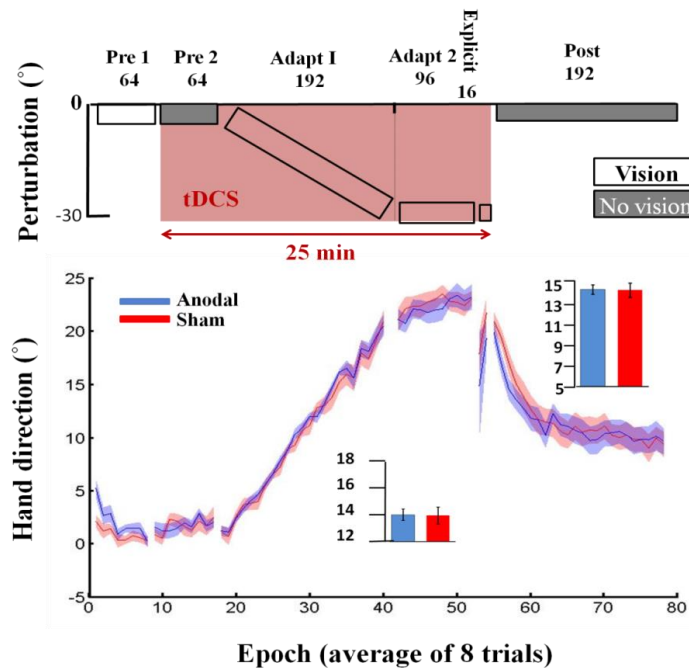 Pre 1
64
Pre 2
64
Adapt I
192
Adapt 2
96
Explicit
16
Post
192
Perturbation (°)
0
-30
tDCS
25 min
Vision
No vision
Hand direction (°)
25
20
15
10
5
0
-5
Anodal
Sham
15
13
11
9
7
5
18
16
14
12
0
10
20
30
40
50
60
70
80
Epoch (average of 8 trials)